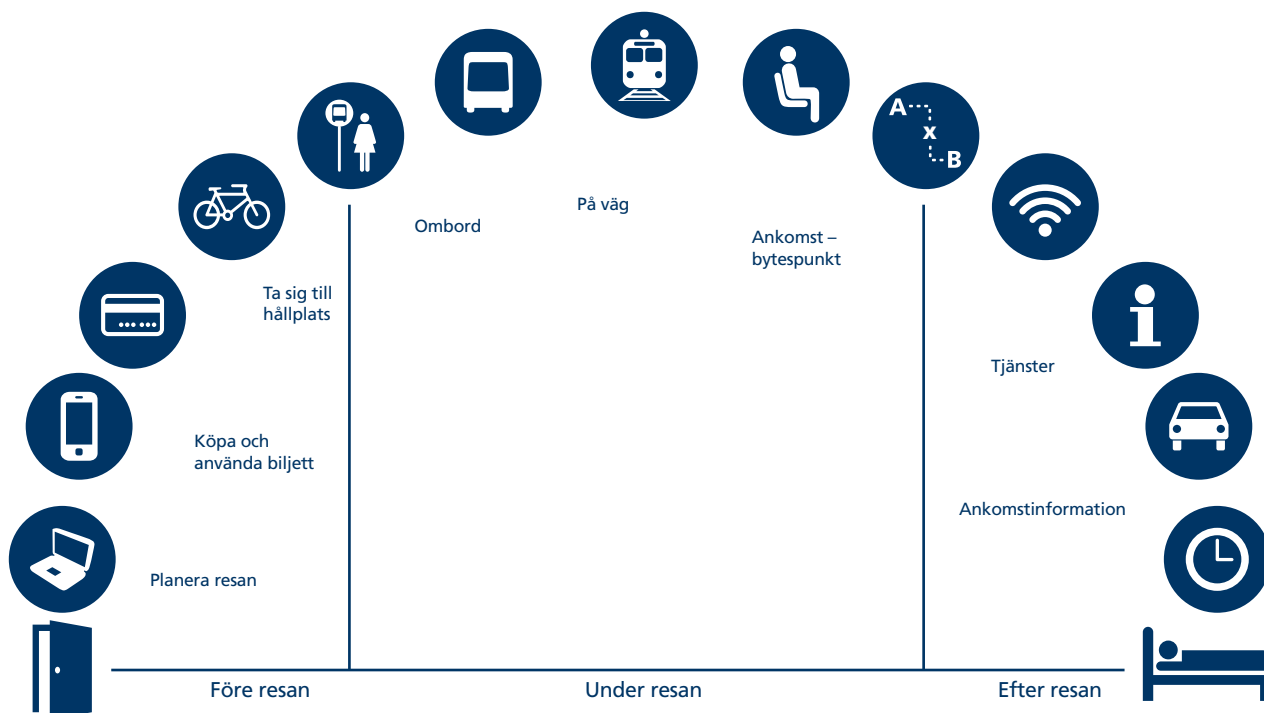 A
x
B
På väg
Ombord
Ankomst –
bytespunkt
Ta sig till
hållplats
Tjänster
Köpa och
använda biljett
Ankomstinformation
Planera resan
Före resan
Under resan
Efter resan